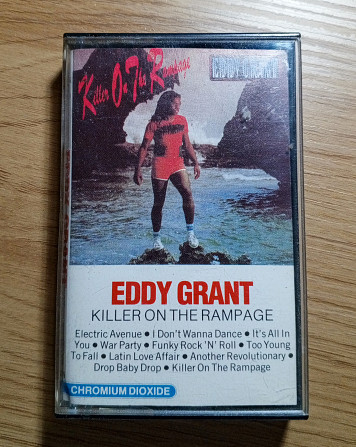 Killer On The Rampage
EDDY GRANT
EDDY GRANT
KILLER ON THE RAMPAGE
Electric Avenue ● I Don't Wanna Dance ● It's All In
You ● War Party ● Funky Rock 'N' Roll ● Too Young
To Fall ● Latin Love Affair ● Another Revolutionary ●
Drop Baby Drop ● Killer On The Rampage
CHROMIUM DIOXIDE